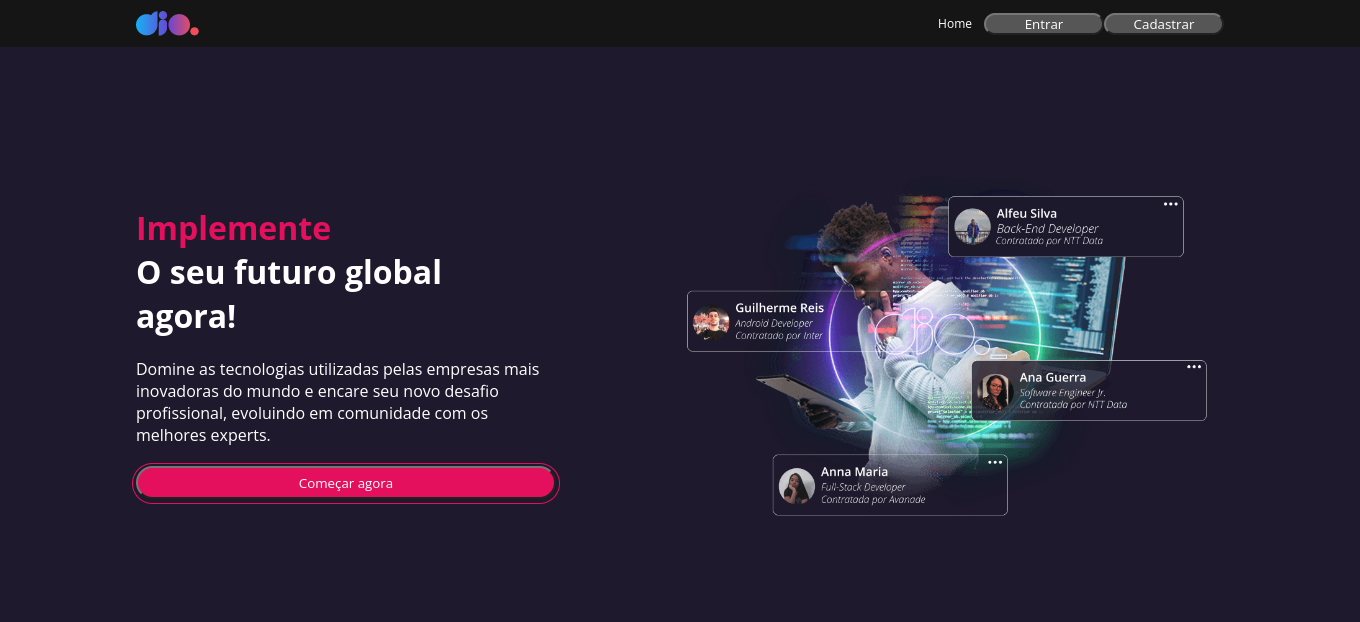 dio.
Home
Entrar
Cadastrar
Implemente
O seu futuro global
agora!
Domine as tecnologias utilizadas pelas empresas mais
inovadoras do mundo e encare seu novo desafio
profissional, evoluindo em comunidade com os
melhores experts.
Começar agora
Alfeu Silva
Back-End Developer
Contratado por NTT Data
Guilherme Reis
Android Developer
Contratado por Inter
Ana Guerra
Software Engineer Jr.
Contratada por NTT Data
Anna Maria
Full-Stack Developer
Contratada por Avanade